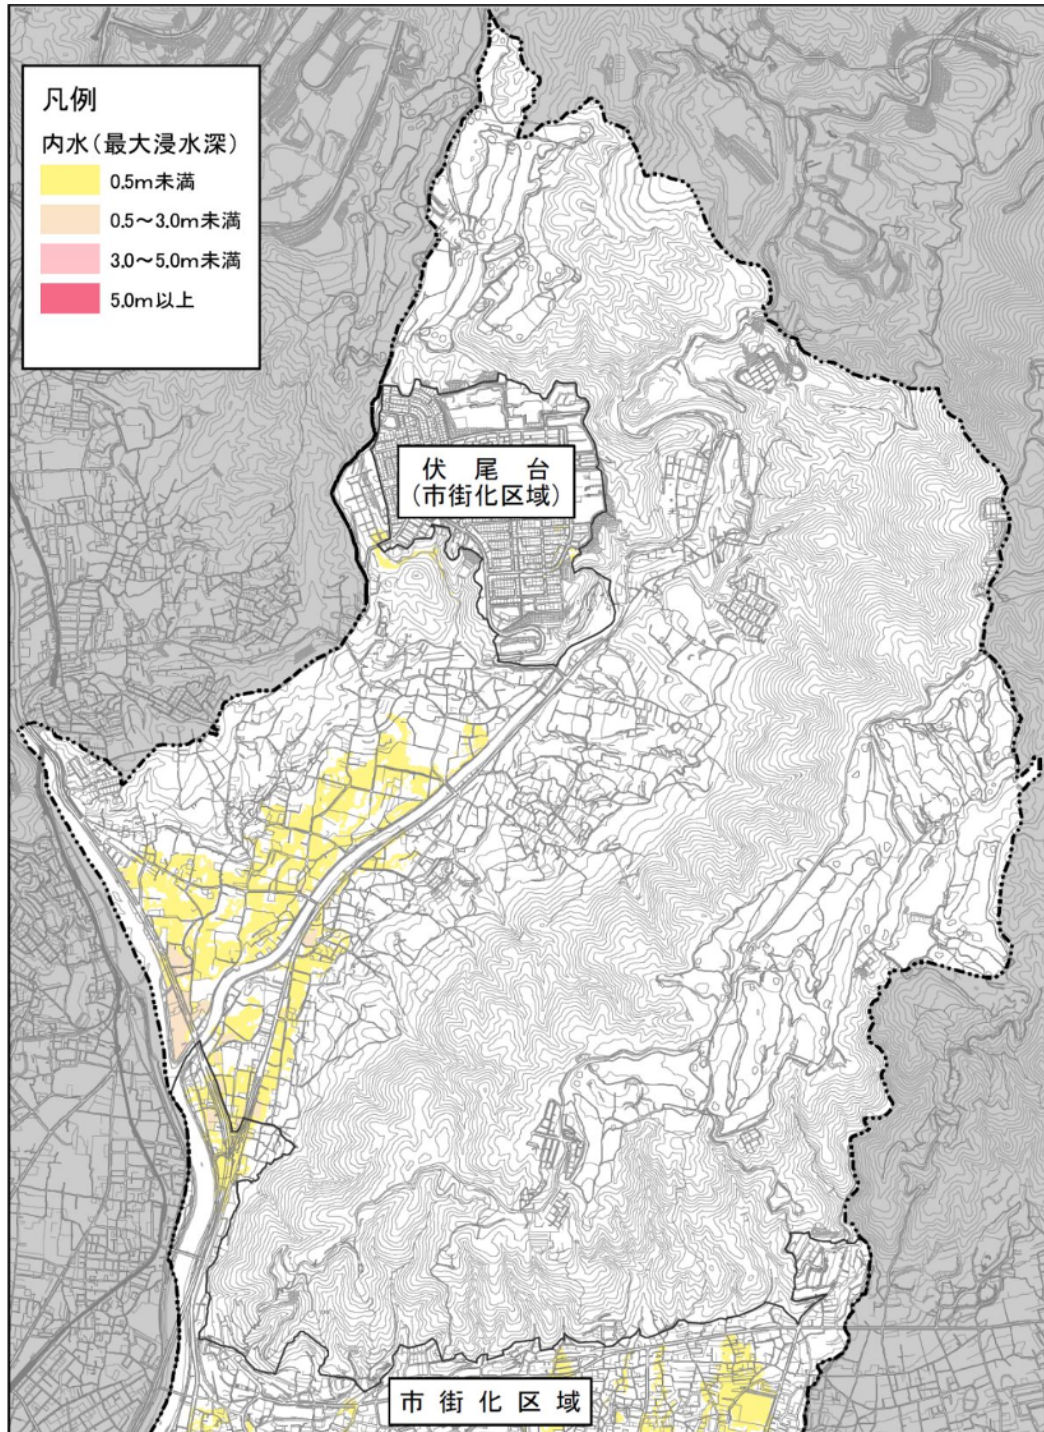 凡例
内水(最大浸水深)
0.5m未満
0.5～3.0m未満
3.0～5.0m未満
5.0m以上
伏尾台
(市街化区域)
市街化区域